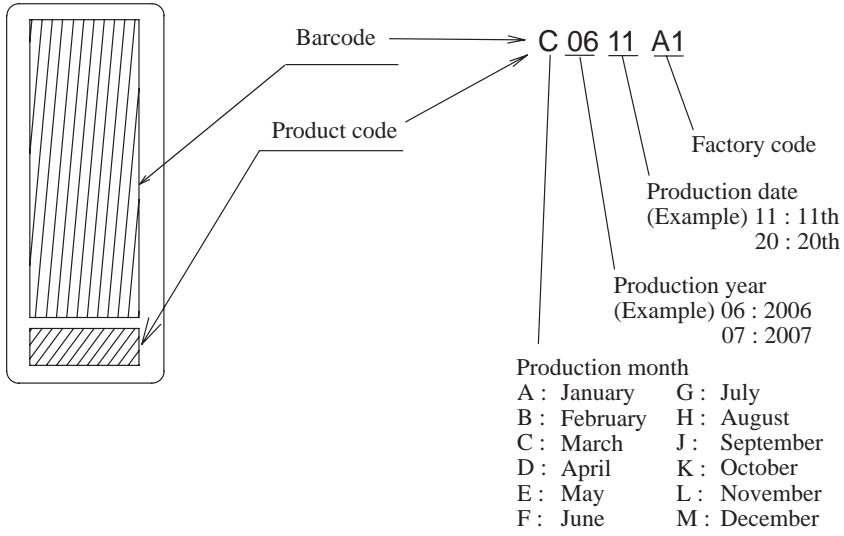 Barcode
C 06 11 A1
Product code
Factory code
Production date
(Example) 11 : 11th
20 : 20th
Production year
(Example) 06 : 2006
07 : 2007
Production month
A : January G : July
B : February H : August
C : March J : September
D : April K : October
E : May L : November
F : June M : December